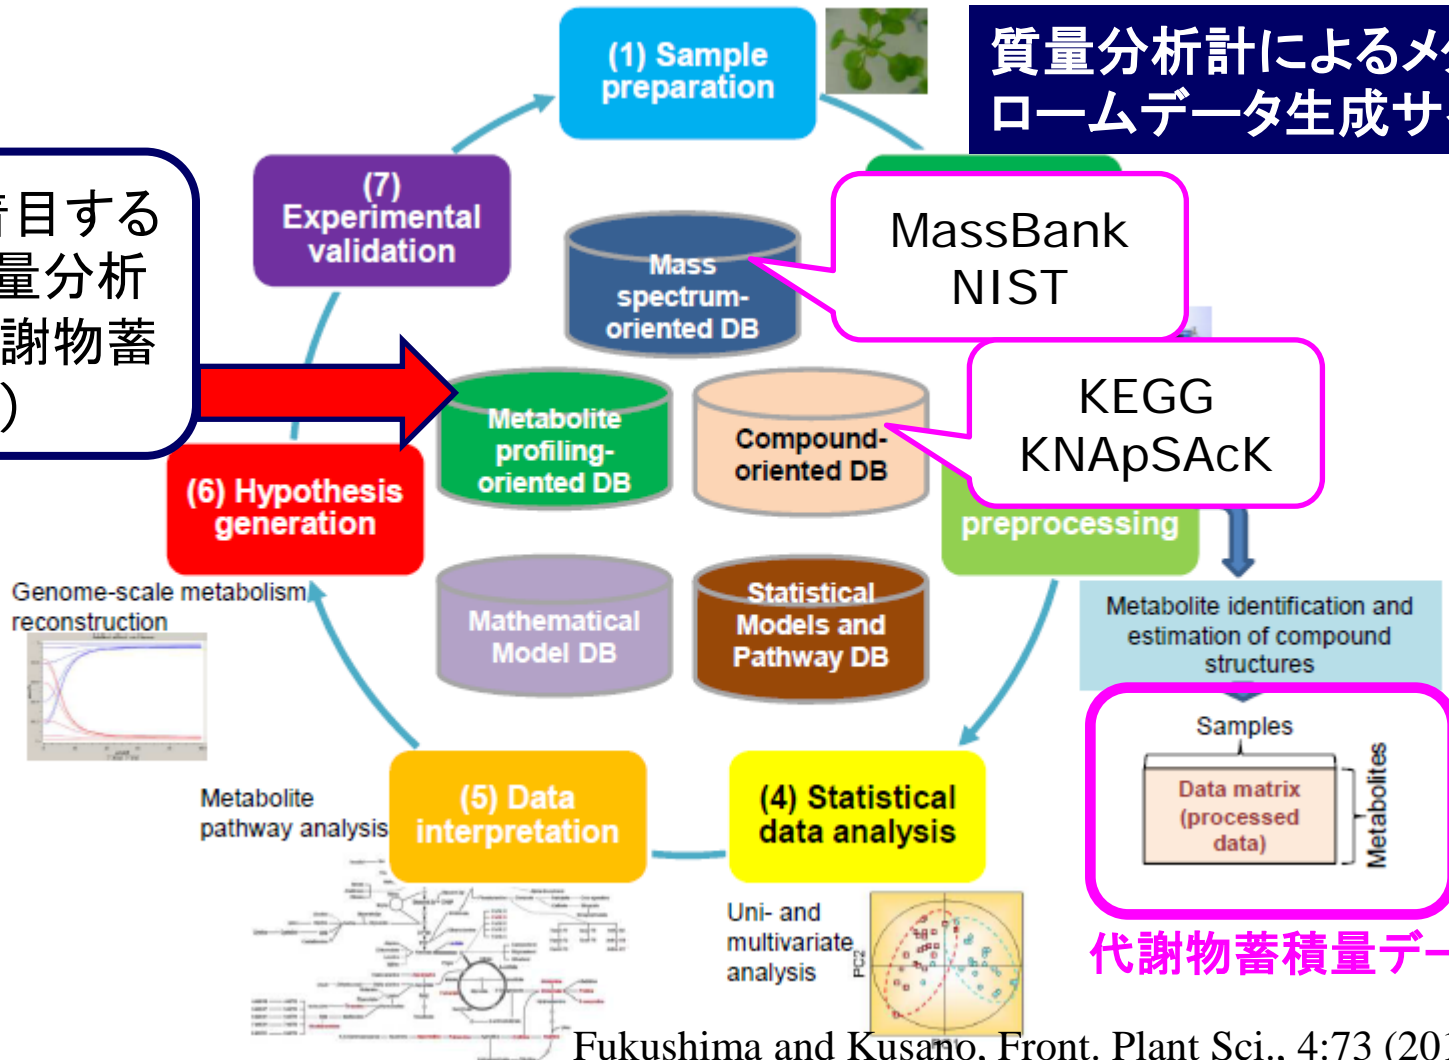 (1) Sample
preparation
質量分析計によるメタ
ロームデータ生成サイ
(7)
Experimental
validation
着目する
量分析
謝物蓄
)
Mass
spectrum-
oriented DB
MassBank
NIST
Metabolite
profiling-
oriented DB
Compound-
oriented DB
KEGG
KNApSAcK
(6) Hypothesis
generation
preprocessing
Mathematical
Model DB
Statistical
Models and
Pathway DB
Genome-scale metabolism
reconstruction
Metabolite identification and
estimation of compound
structures
Samples
Data matrix
(processed
data)
Metabolites
代謝物蓄積量デー
(5) Data
interpretation
(4) Statistical
data analysis
Metabolite
pathway analysis
Uni- and
multivariate
analysis
PC2
PC1
Fukushima and Kusano, Front. Plant Sci., 4:73 (201